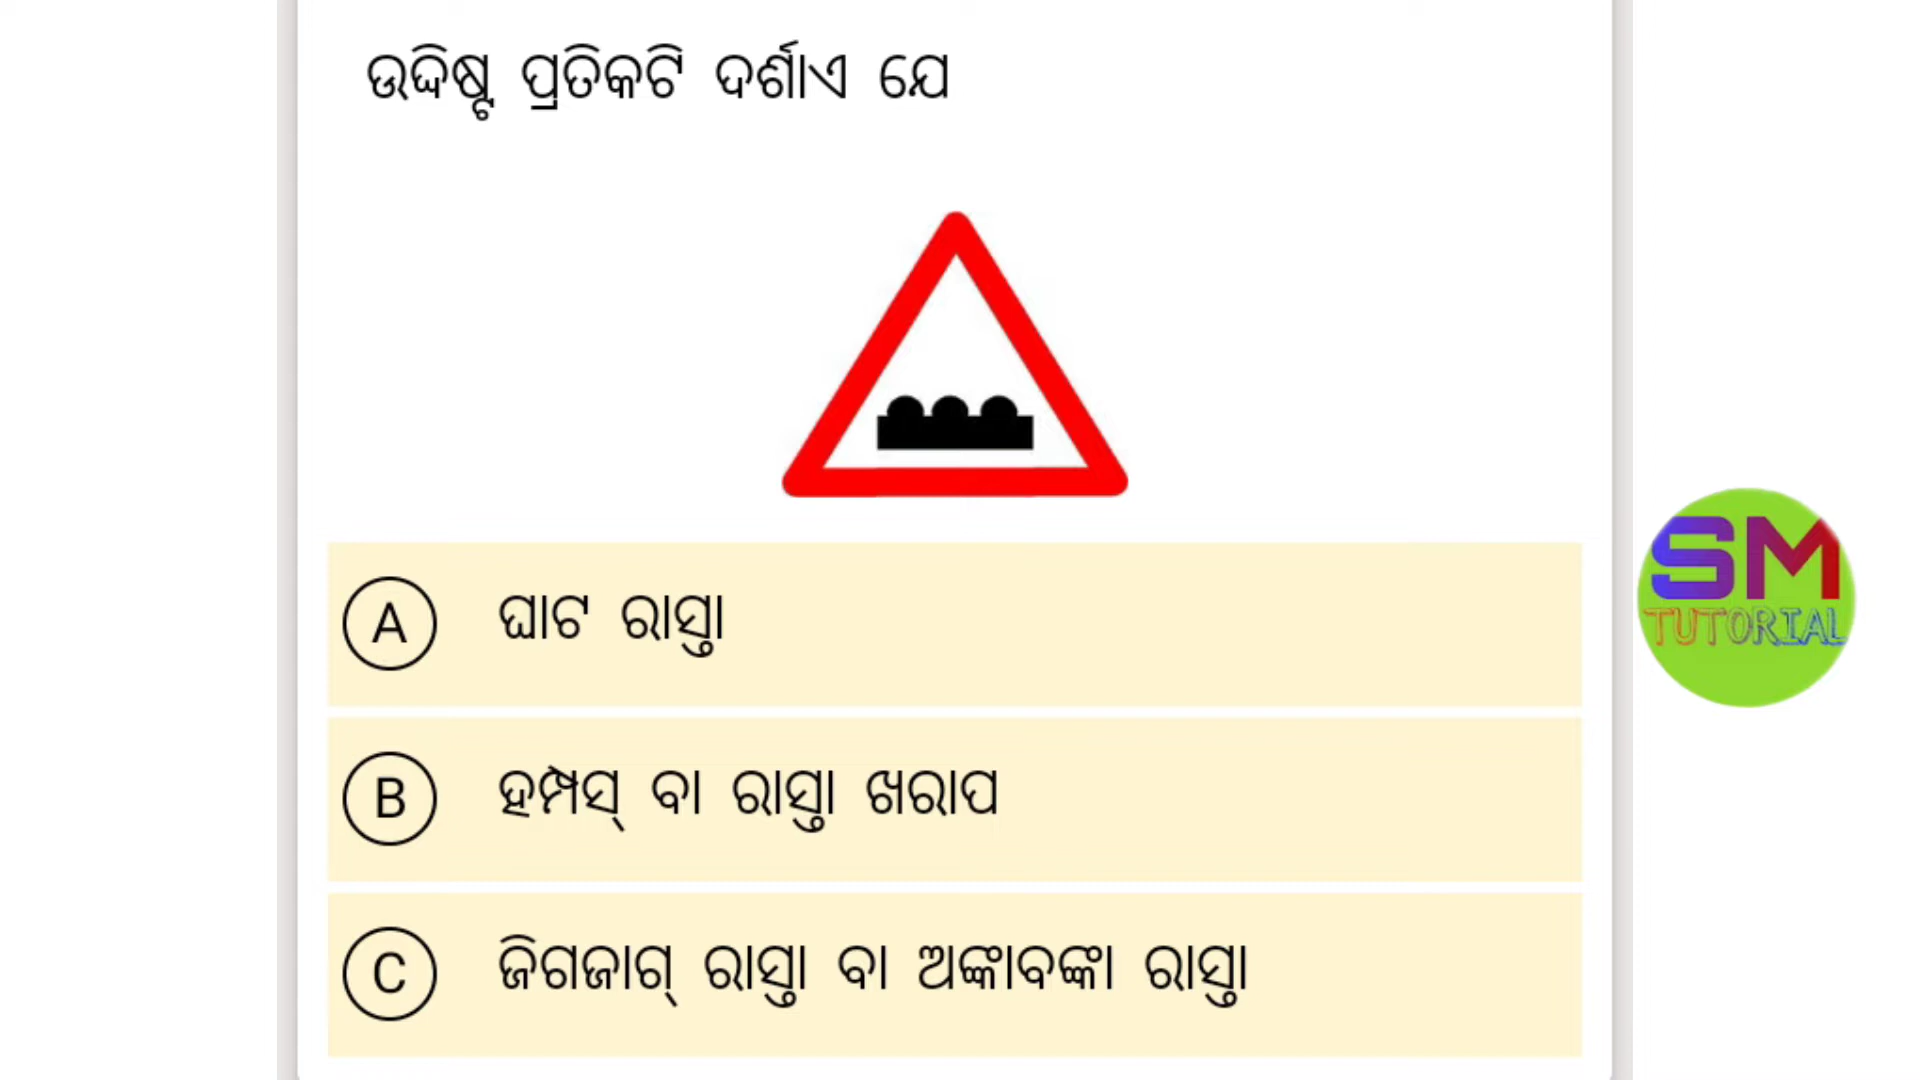 ଉଦ୍ଦିଷ୍ଟ ପ୍ରତିକଟି ଦର୍ଶାଏ ଯେ
A ଘାଟ ରାସ୍ତା
B ହମ୍ପସ୍ ବା ରାସ୍ତା ଖରାପ
C ଜିଗଜାଗ୍ ରାସ୍ତା ବା ଅଙ୍କାବଙ୍କା ରାସ୍ତା
SM
TUTORIAL